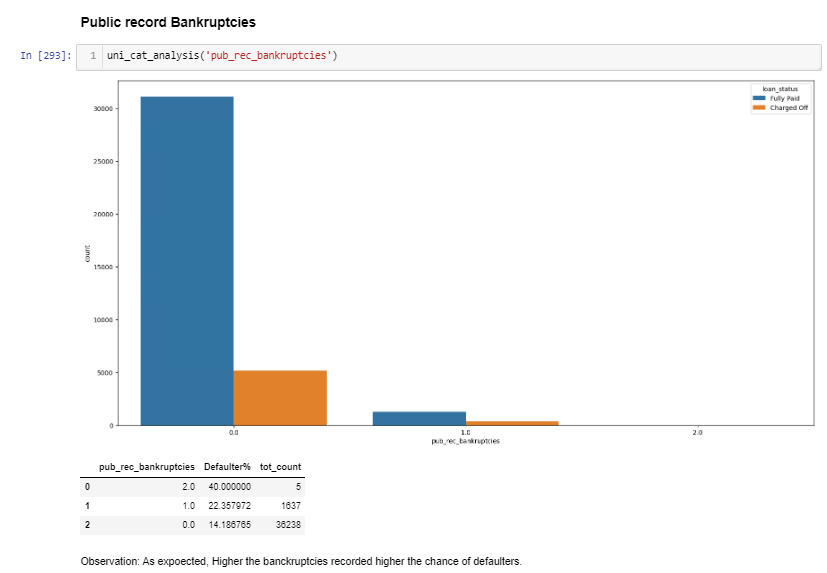 Public record Bankruptcies
In [293]: 1 uni_cat_analysis('pub_rec_bankruptcies')
loan_status
Fully Paid
Charged Off
30000
25000
20000
15000
10000
5000
0
count
0.0 1.0 2.0
pub_rec_bankruptcies
pub_rec_bankruptcies Defaulter% tot_count
0 2.0 40.000000 5
1 1.0 22.357972 1637
2 0.0 14.186765 36238
Observation: As expoected, Higher the banckruptcies recorded higher the chance of defaulters.